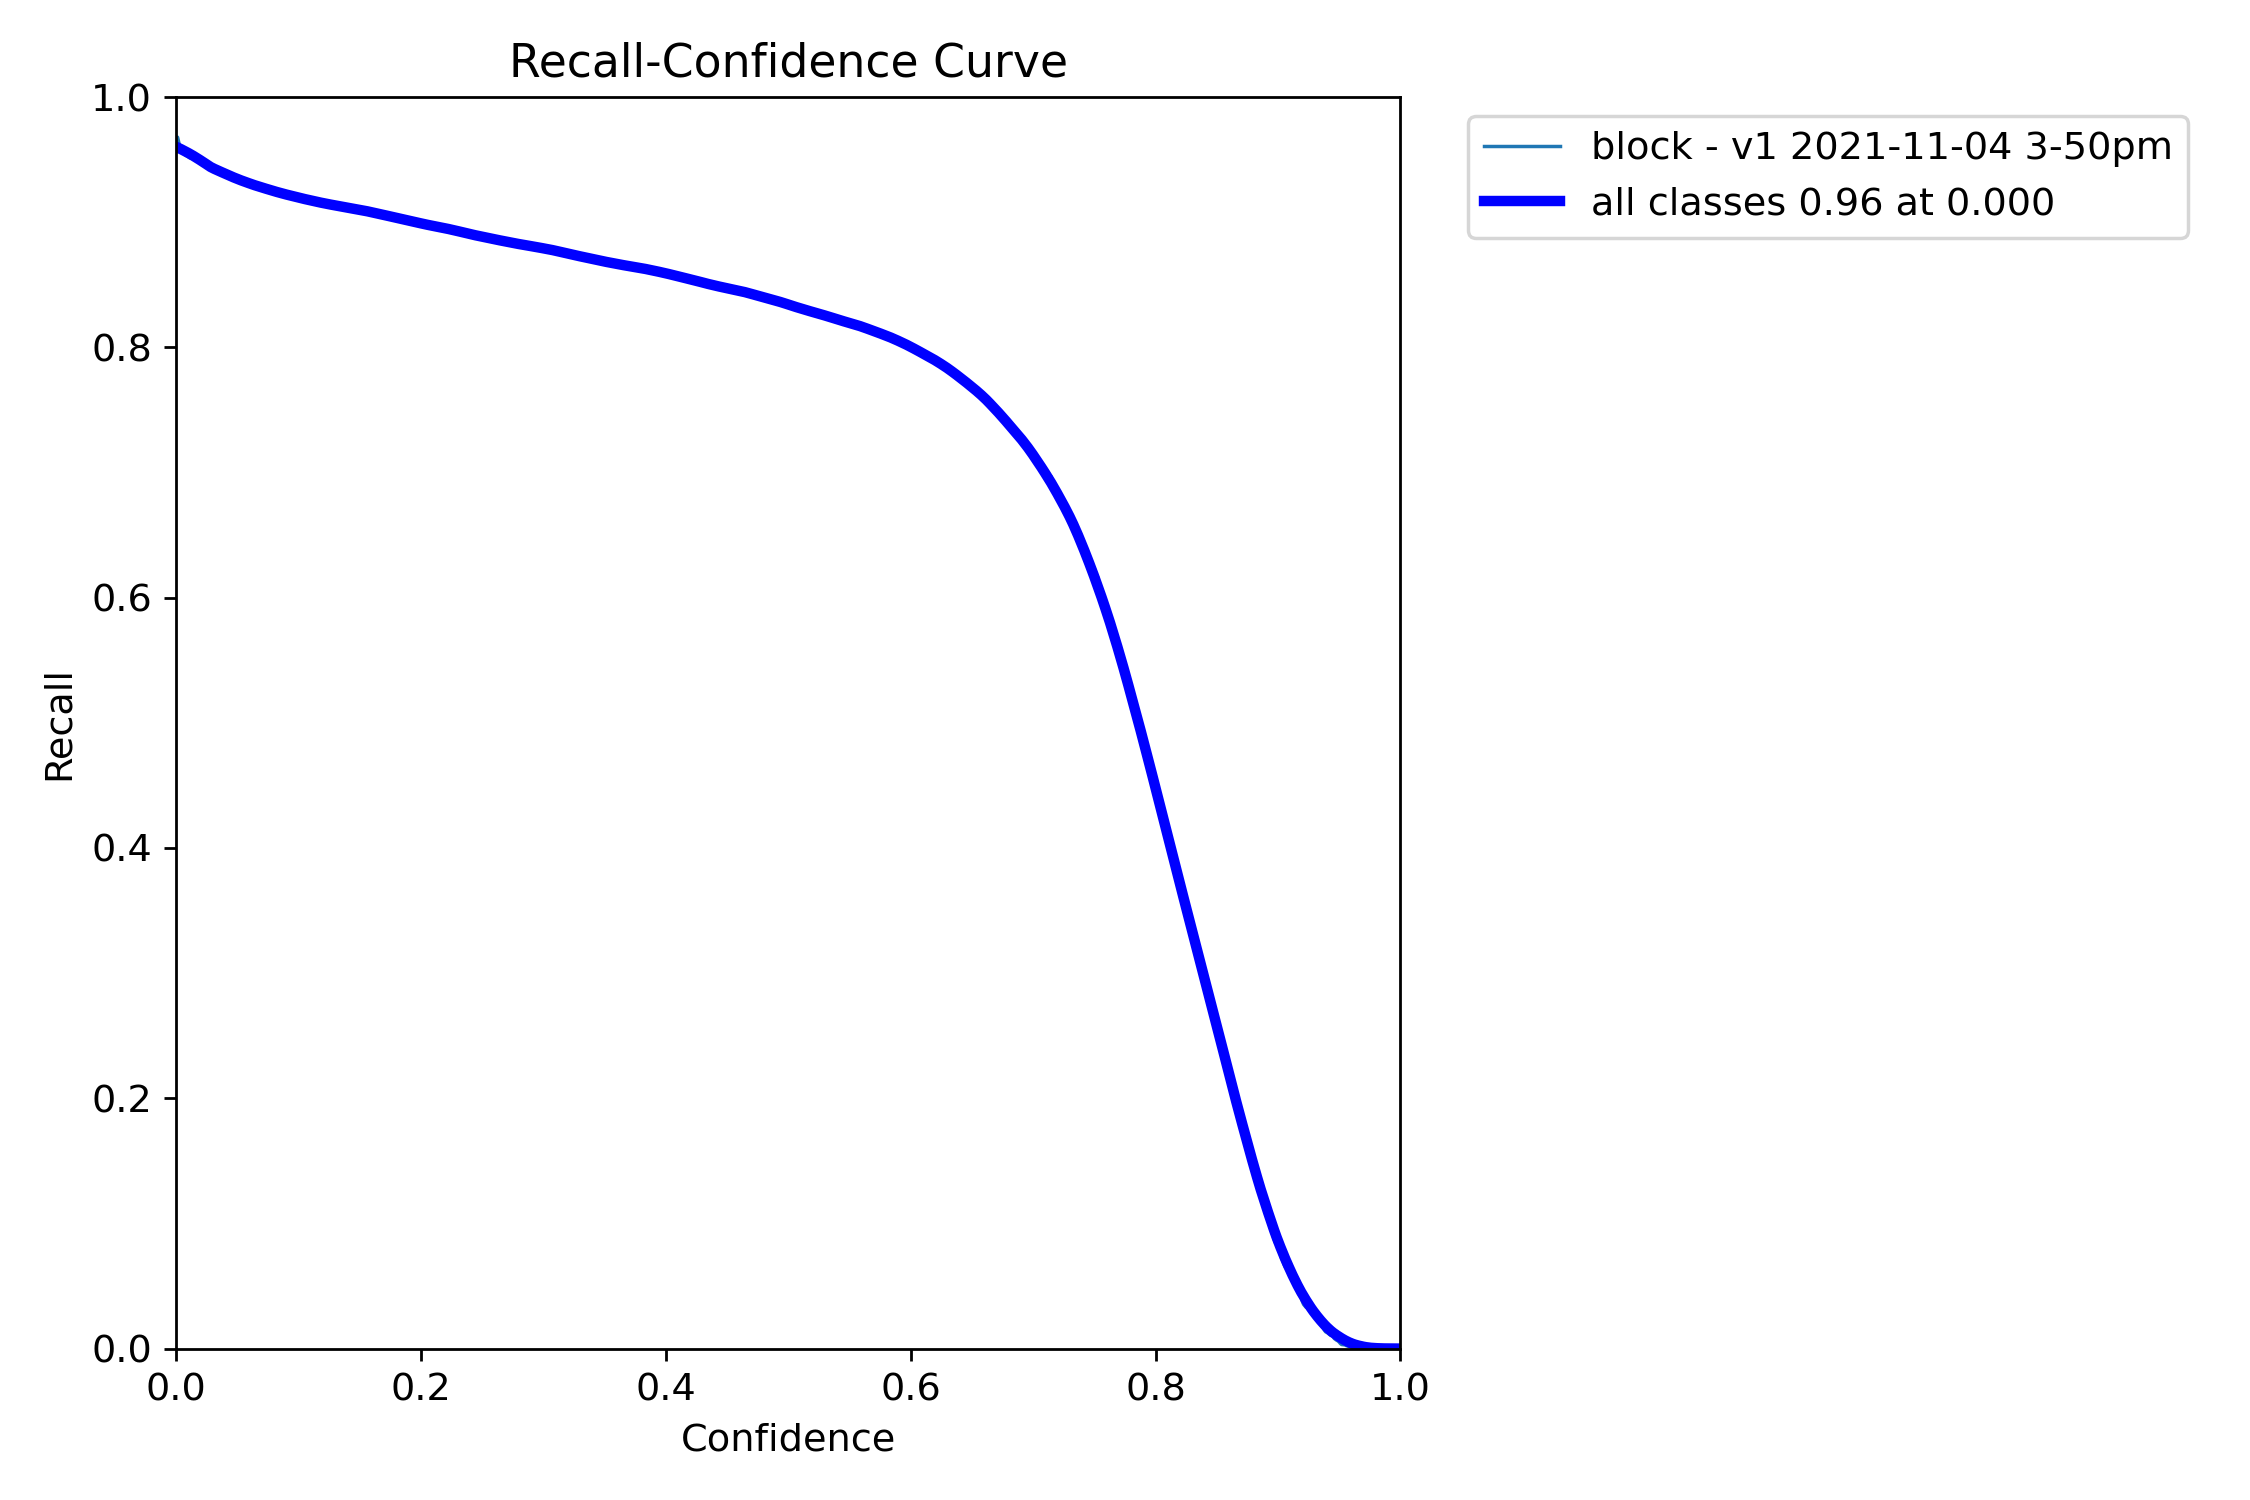 Recall-Confidence Curve
1.0
0.8
0.6
0.4
0.2
0.0
Recall
0.0 0.2 0.4 0.6 0.8 1.0
Confidence
block - v1 2021-11-04 3-50pm
all classes 0.96 at 0.000